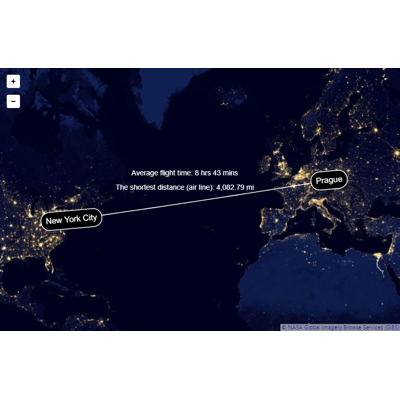 +
−
Average flight time: 8 hrs 43 mins
The shortest distance (air line): 4,082.79 mi
Prague
New York City
© NASA Global Imagery Browse Services (GIBS